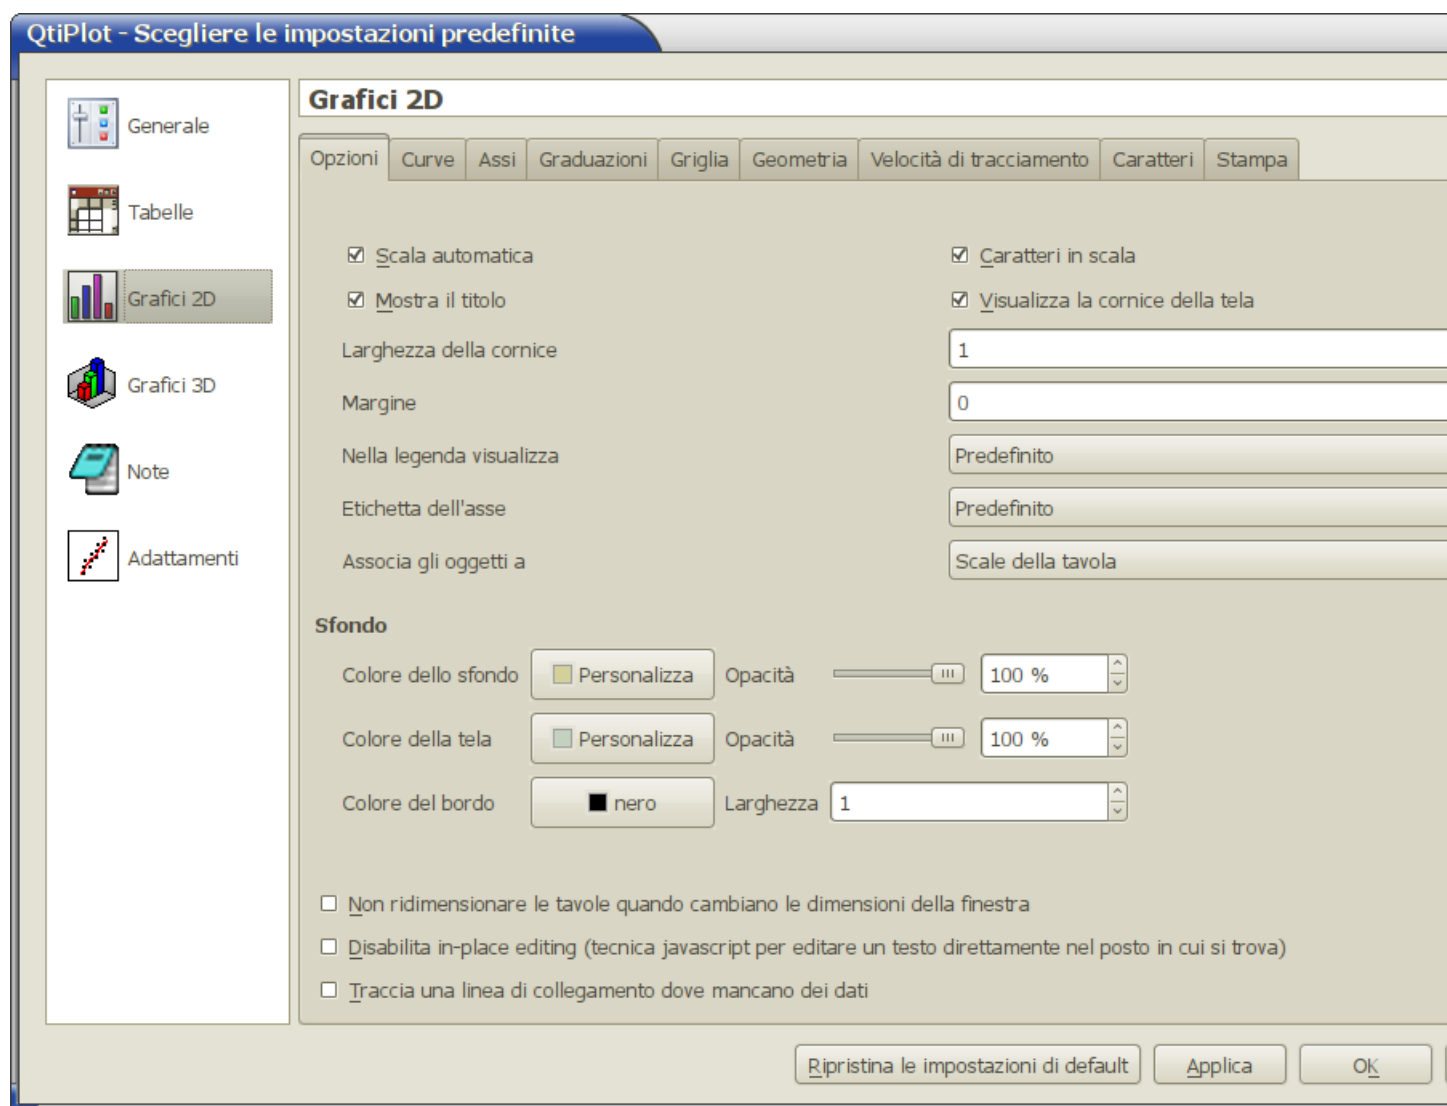 QtiPlot - Scegliere le impostazioni predefinite
Generale
Tabelle
Grafici 2D
Grafici 3D
Note
Adattamenti
Grafici 2D
Opzioni Curve Assi Graduazioni Griglia Geometria Velocità di tracciamento Caratteri Stampa
Scala automatica Caratteri in scala
Mostra il titolo Visualizza la cornice della tela
Larghezza della cornice 1
Margine 0
Nella legenda visualizza Predefinito
Etichetta dell'asse Predefinito
Associa gli oggetti a Scale della tavola
Sfondo
Colore dello sfondo Personalizza Opacità 100 %
Colore della tela Personalizza Opacità 100 %
Colore del bordo nero Larghezza 1
Non ridimensionare le tavole quando cambiano le dimensioni della finestra
Disabilita in-place editing (tecnica javascript per editare un testo direttamente nel posto in cui si trova)
Traccia una linea di collegamento dove mancano dei dati
Ripristina le impostazioni di default Applica OK